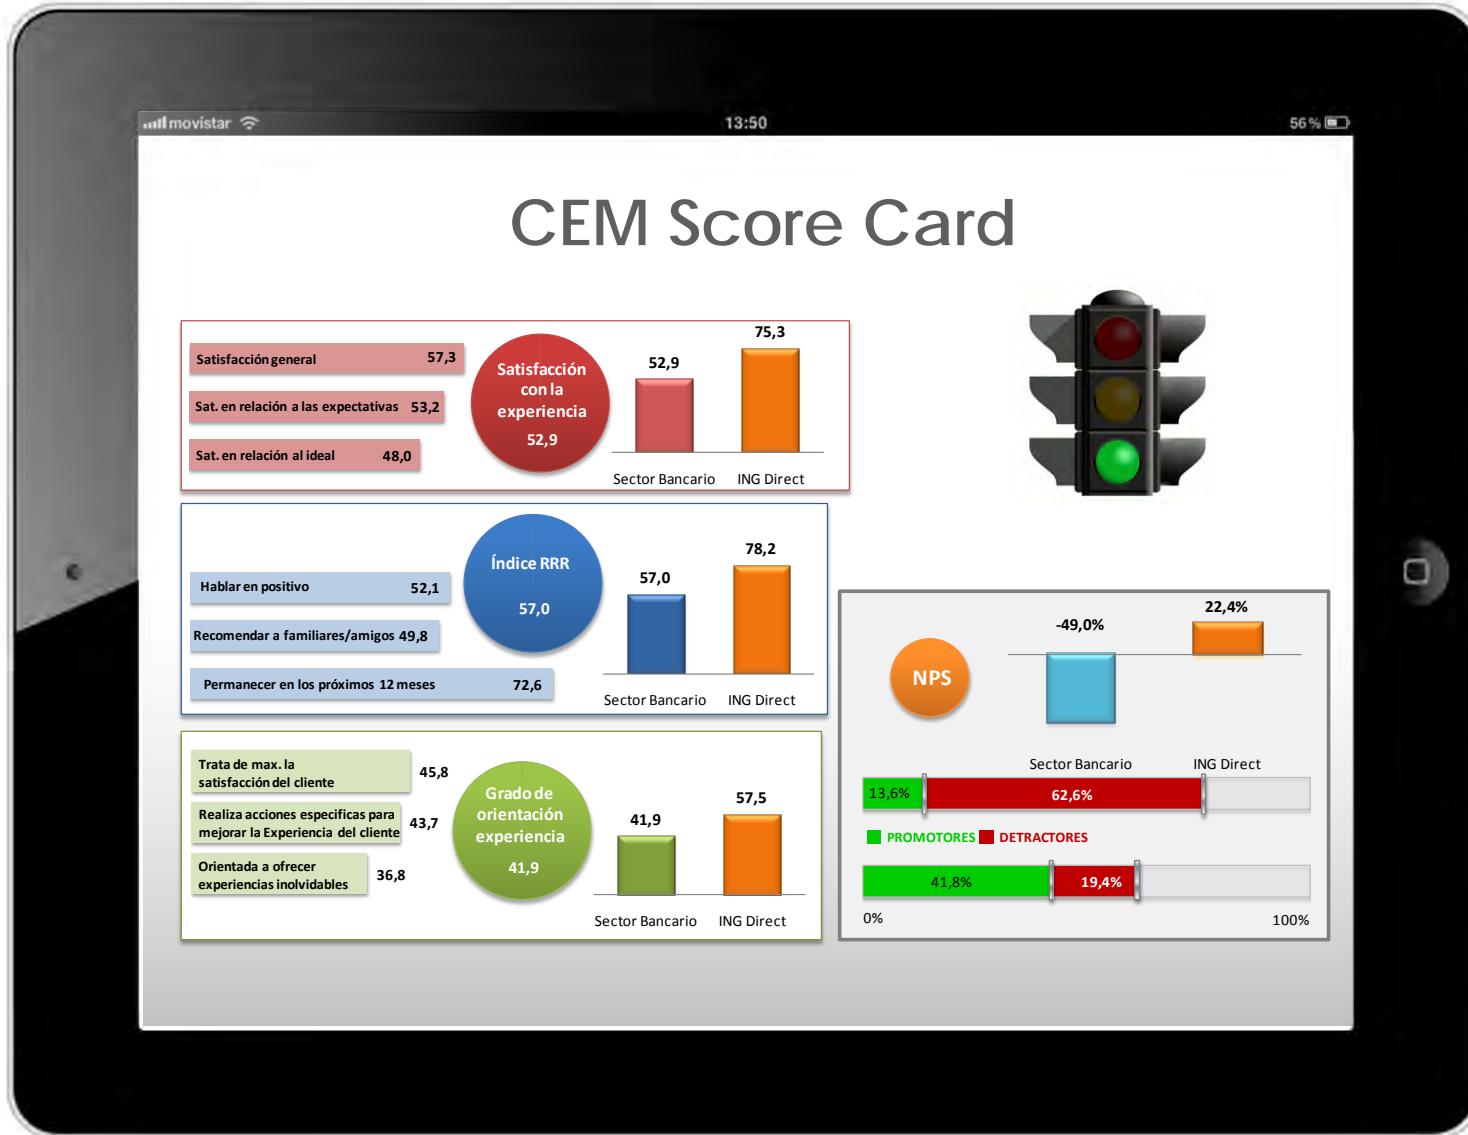 movistar
13:50
56 %
CEM Score Card
Satisfacción general 57,3
Sat. en relación a las expectativas 53,2
Sat. en relación al ideal 48,0
Satisfacción
con la
experiencia
52,9
52,9
75,3
Sector Bancario
ING Direct
Hablar en positivo 52,1
Recomendar a familiares/amigos 49,8
Permanecer en los próximos 12 meses 72,6
Índice RRR
57,0
57,0
78,2
Sector Bancario
ING Direct
Trata de max. la
satisfacción del cliente
45,8
Realiza acciones especificas para
mejorar la Experiencia del cliente
43,7
Orientada a ofrecer
experiencias inolvidables
36,8
Grado de
orientación
experiencia
41,9
41,9
57,5
Sector Bancario
ING Direct
NPS
-49,0%
22,4%
Sector Bancario
ING Direct
13,6%
62,6%
PROMOTORES
DETRACTORES
41,8%
19,4%
0%
100%